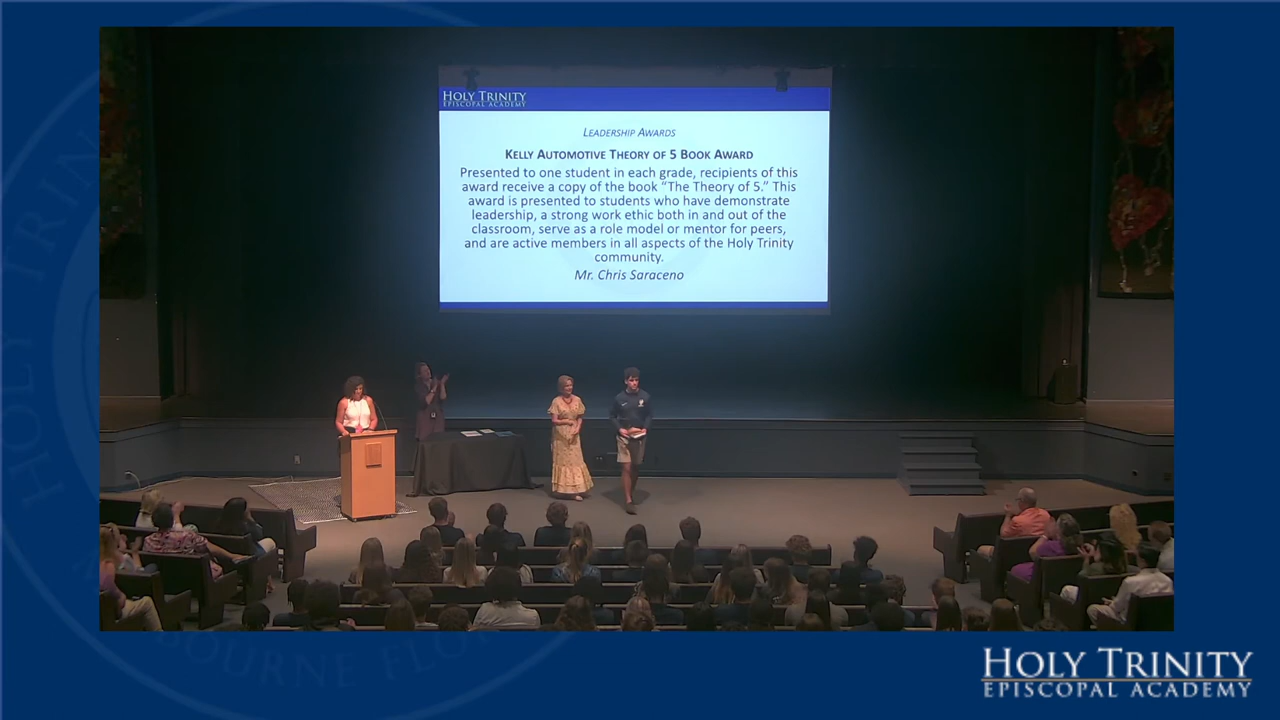 HOLY TRINITY
EPISCOPAL ACADEMY
LEADERSHIP AWARDS
KELLY AUTOMOTIVE THEORY OF 5 BOOK AWARD
Presented to one student in each grade, recipients of this
award receive a copy of the book “The Theory of 5.” This
award is presented to students who have demonstrate
leadership, a strong work ethic both in and out of the
classroom, serve as a role model or mentor for peers,
and are active members in all aspects of the Holy Trinity
community.
Mr. Chris Saraceno
HOLY TRINITY
EPISCOPAL ACADEMY